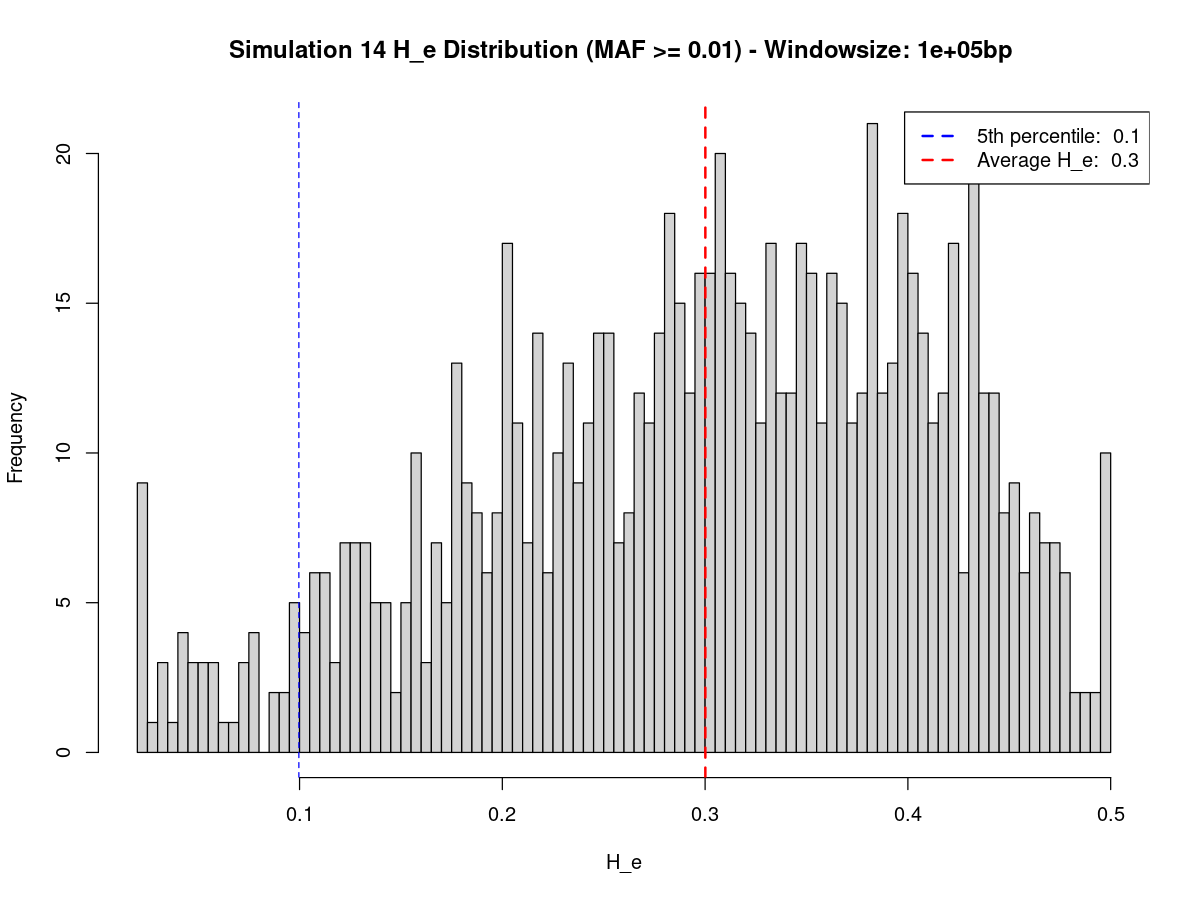 Simulation 14 H_e Distribution (MAF >= 0.01) - Windowsize: 1e+05bp
5th percentile:  0.1
Average H_e:  0.3
Frequency
20
15
10
5
0
0.1 0.2 0.3 0.4 0.5
H_e